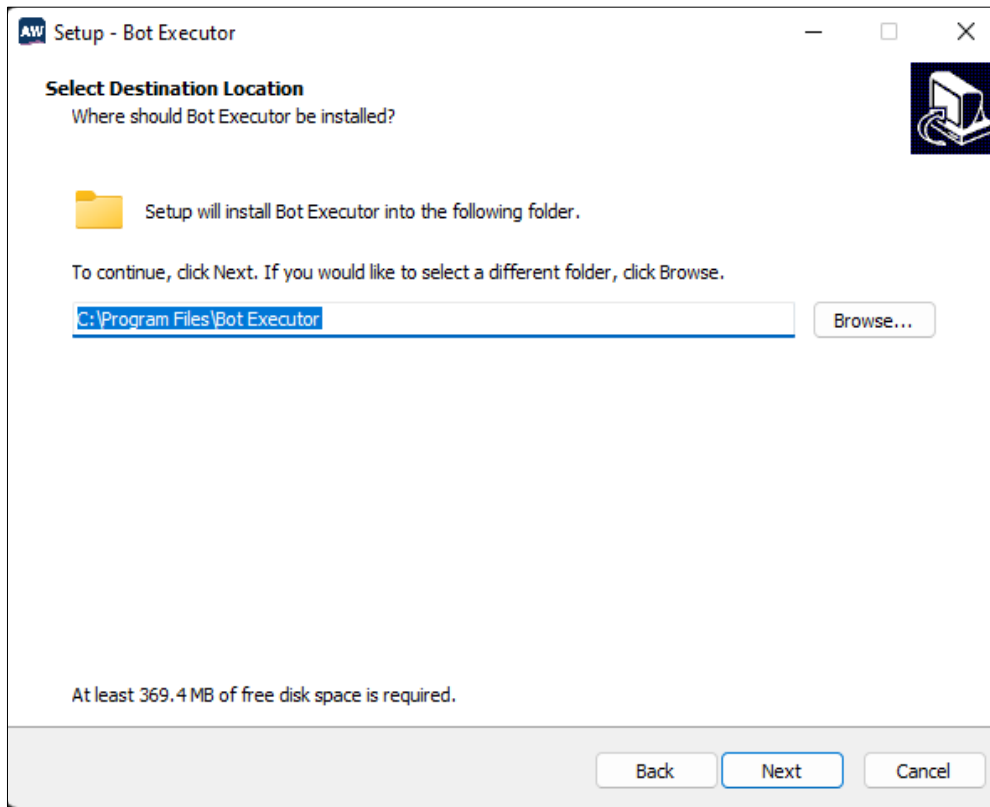 AW Setup - Bot Executor
Select Destination Location
Where should Bot Executor be installed?
Setup will install Bot Executor into the following folder.
To continue, click Next. If you would like to select a different folder, click Browse.
C:\Program Files\Bot Executor
Browse...
At least 369.4 MB of free disk space is required.
Back Next Cancel